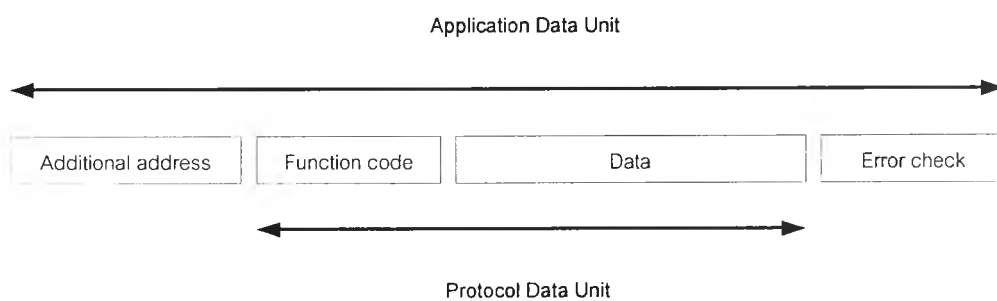 Application Data Unit
Additional address
Function code
Data
Error check
Protocol Data Unit